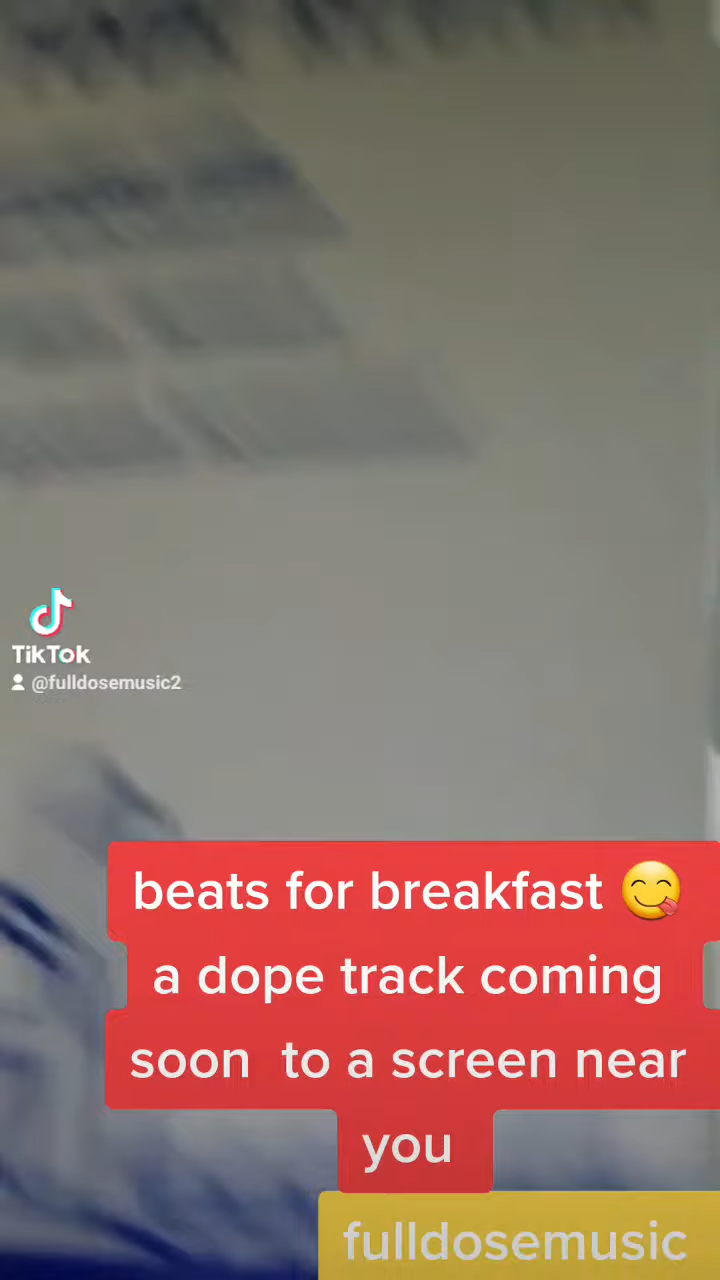 TikTok
@fulldosemusic2
beats for breakfast 😋
a dope track coming
soon to a screen near
you
fulldosemusic